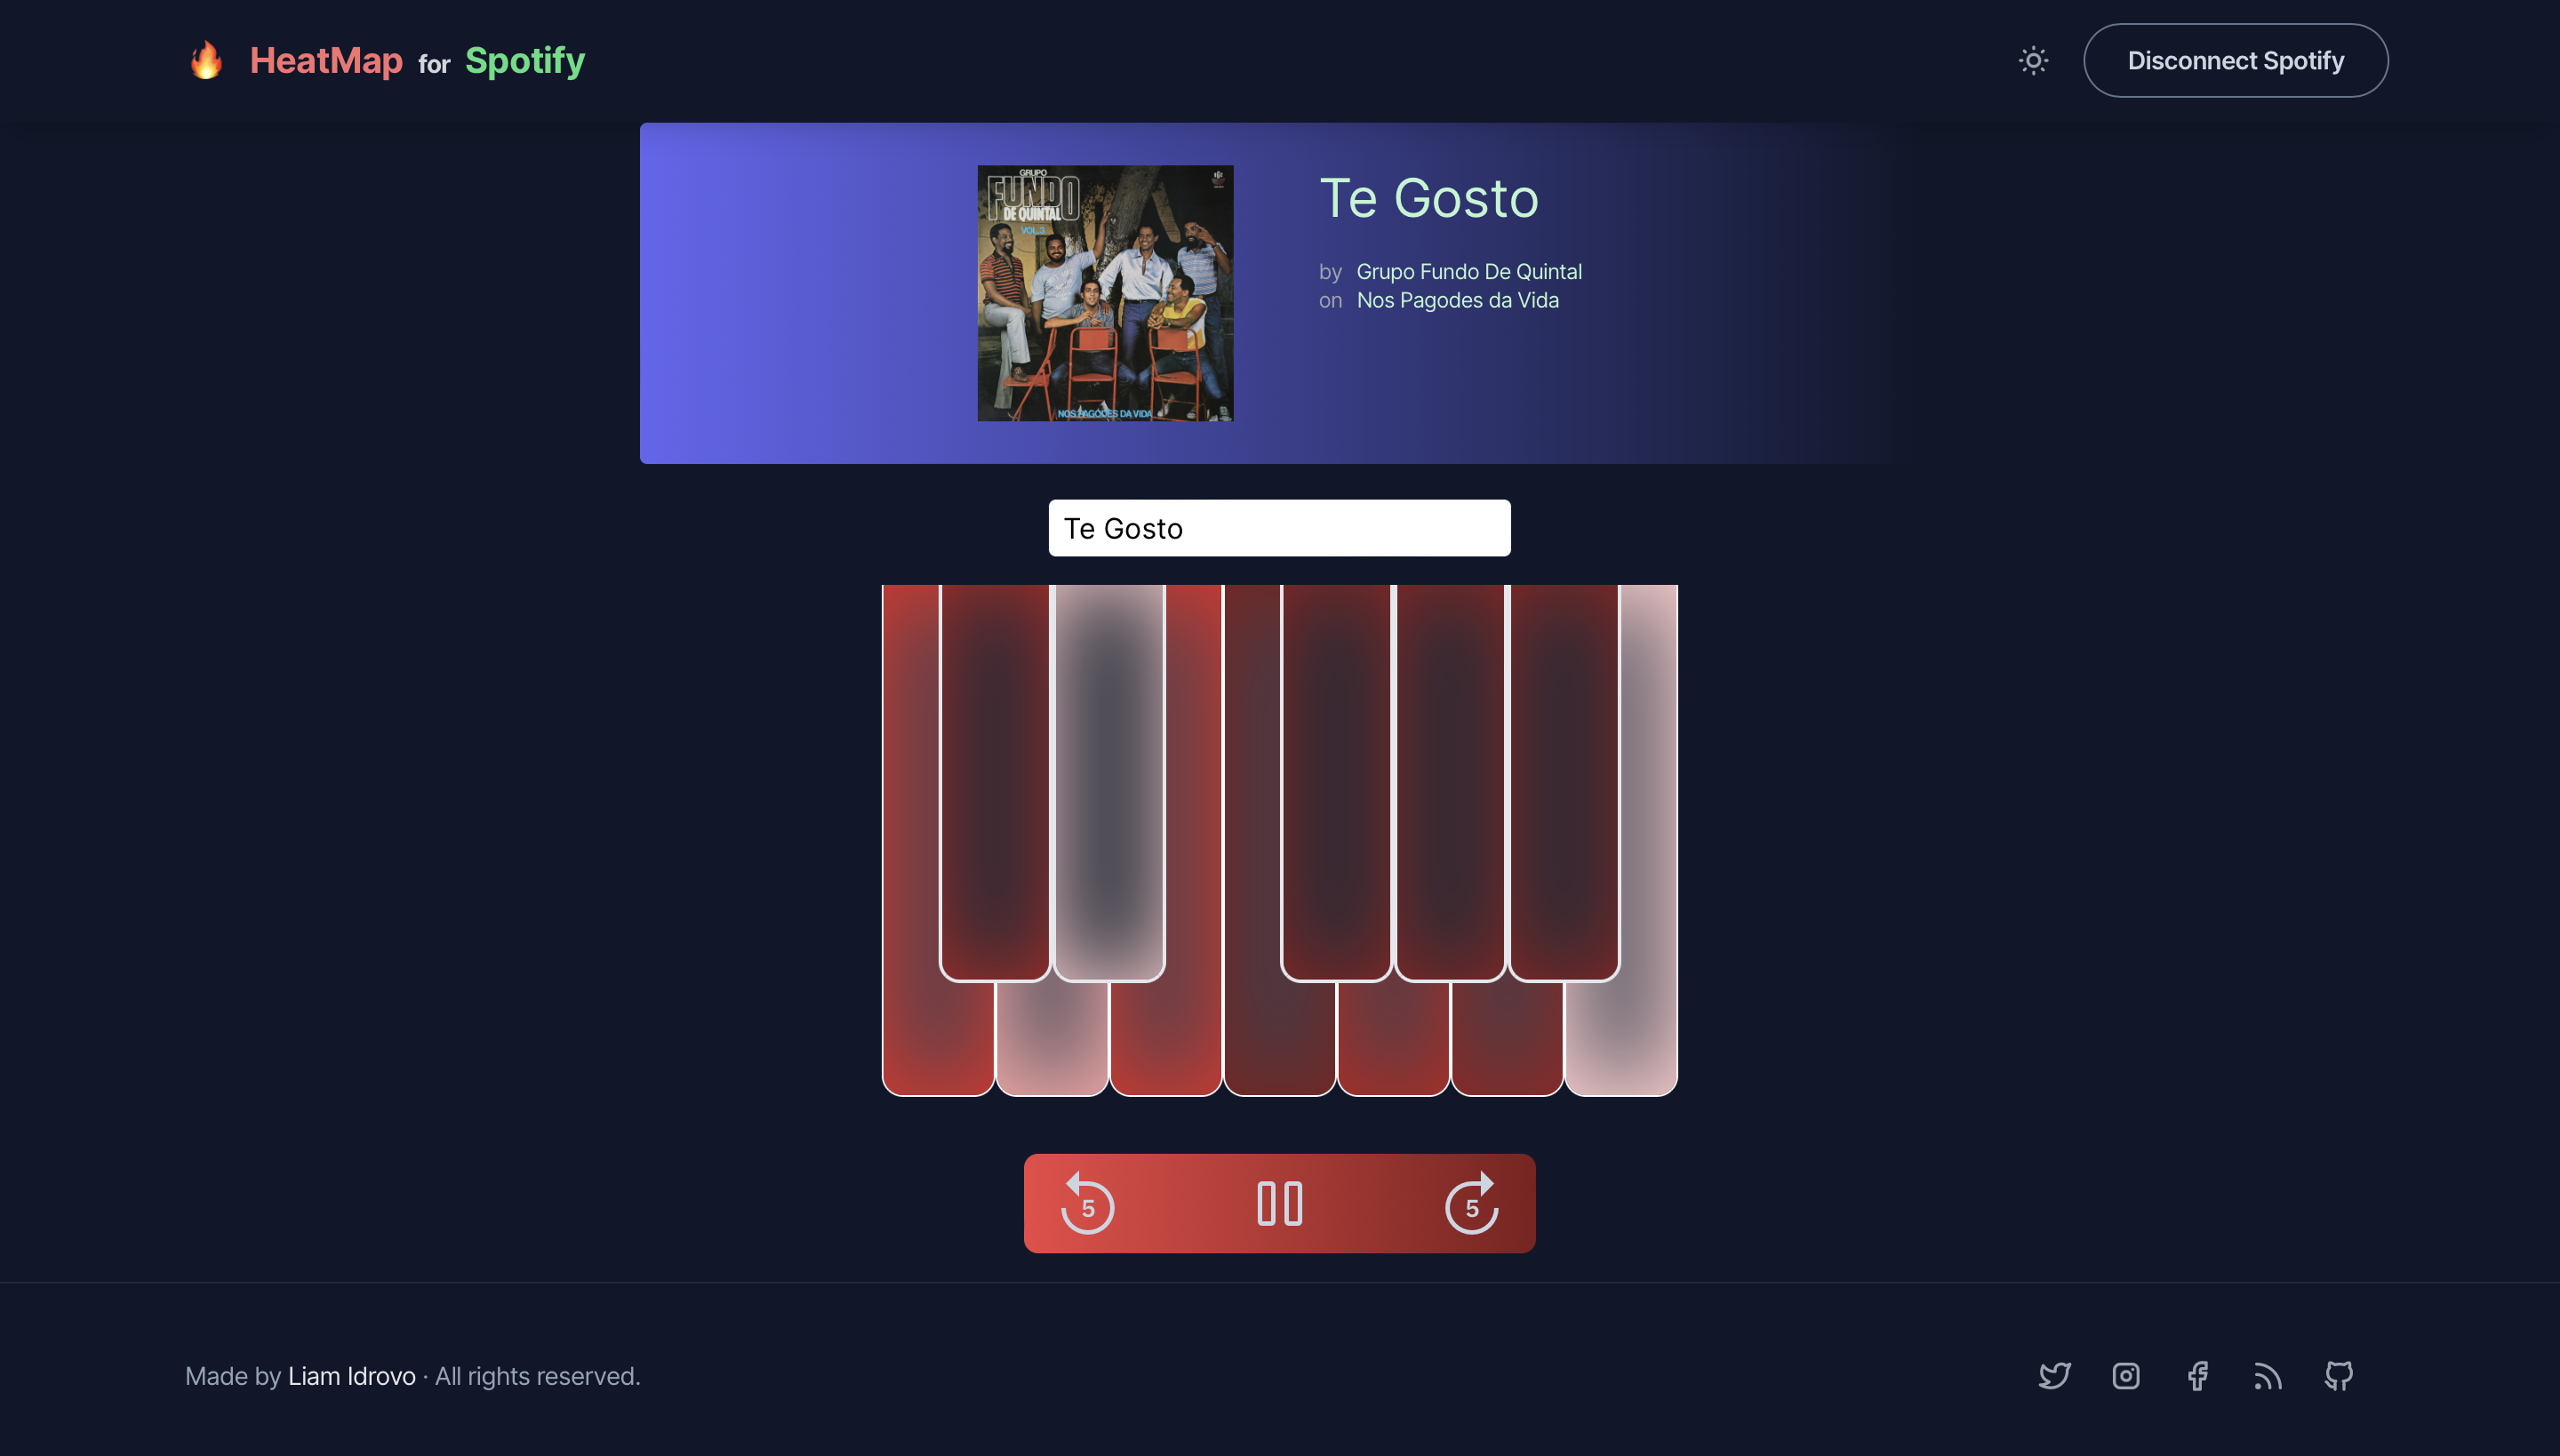 HeatMap for Spotify
Disconnect Spotify
GRUPO
FUNDO
DE QUINTAL
VOL.3
NOS PAGODES DA VIDA
Te Gosto
by Grupo Fundo De Quintal
on Nos Pagodes da Vida
Te Gosto
5
5
Made by Liam Idrovo · All rights reserved.